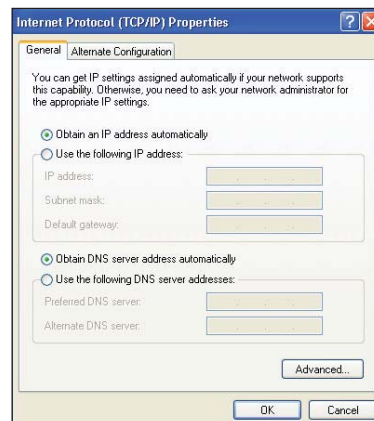 Internet Protocol (TCP/IP) Properties
General
Alternate Configuration
You can get IP settings assigned automatically if your network supports
this capability. Otherwise, you need to ask your network administrator for
the appropriate IP settings.
Obtain an IP address automatically
Use the following IP address:
IP address:
Subnet mask:
Default gateway:
Obtain DNS server address automatically
Use the following DNS server addresses:
Preferred DNS server:
Alternate DNS server:
Advanced...
OK
Cancel